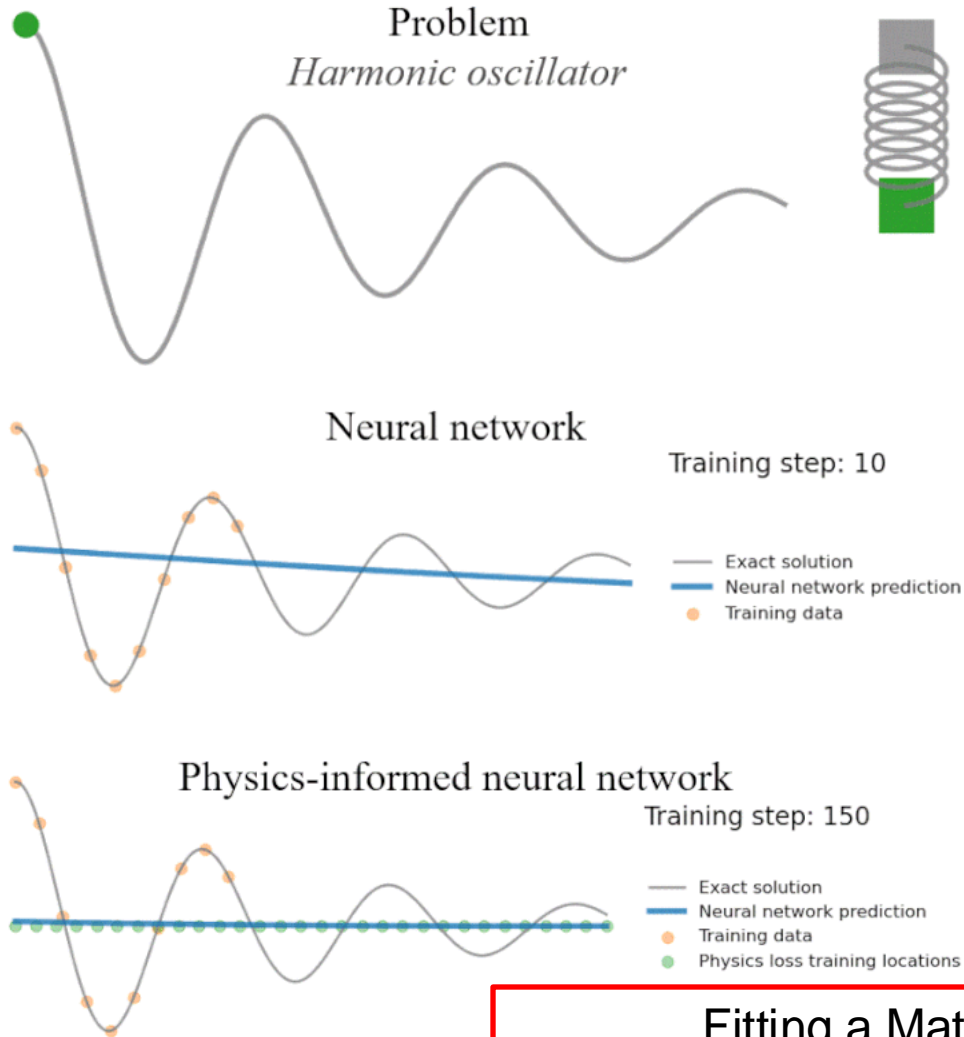 Problem
Harmonic oscillator
Neural network
Training step: 10
Exact solution
Neural network prediction
Training data
Physics-informed neural network
Training step: 150
Exact solution
Neural network prediction
Training data
Physics loss training locations
Fitting a Mat